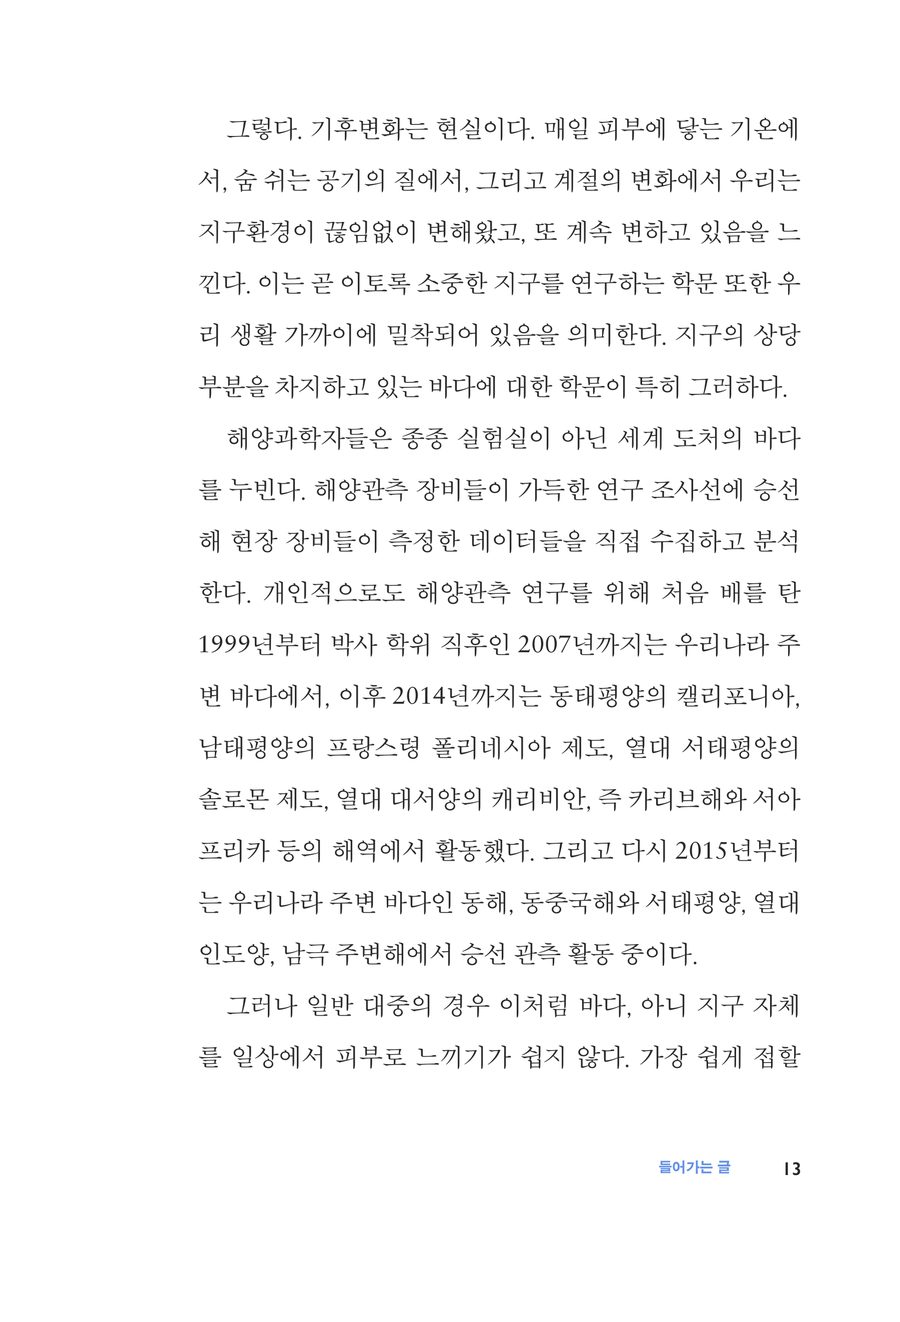 그렇다. 기후변화는 현실이다. 매일 피부에 닿는 기온에
서, 숨 쉬는 공기의 질에서, 그리고 계절의 변화에서 우리는
지구환경이 끊임없이 변해왔고, 또 계속 변하고 있음을 느
낀다. 이는 곧 이토록 소중한 지구를 연구하는 학문 또한 우
리 생활 가까이에 밀착되어 있음을 의미한다. 지구의 상당
부분을 차지하고 있는 바다에 대한 학문이 특히 그러하다.
해양과학자들은 종종 실험실이 아닌 세계 도처의 바다
를 누빈다. 해양관측 장비들이 가득한 연구 조사선에 승선
해 현장 장비들이 측정한 데이터들을 직접 수집하고 분석
한다. 개인적으로도 해양관측 연구를 위해 처음 배를 탄
1999년부터 박사 학위 직후인 2007년까지는 우리나라 주
변 바다에서, 이후 2014년까지는 동태평양의 캘리포니아,
남태평양의 프랑스령 폴리네시아 제도, 열대 서태평양의
솔로몬 제도, 열대 대서양의 캐리비안, 즉 카리브해와 서아
프리카 등의 해역에서 활동했다. 그리고 다시 2015년부터
는 우리나라 주변 바다인 동해, 동중국해와 서태평양, 열대
인도양, 남극 주변해에서 승선 관측 활동 중이다.
그러나 일반 대중의 경우 이처럼 바다, 아니 지구 자체
를 일상에서 피부로 느끼기가 쉽지 않다. 가장 쉽게 접할
들어가는 글 13